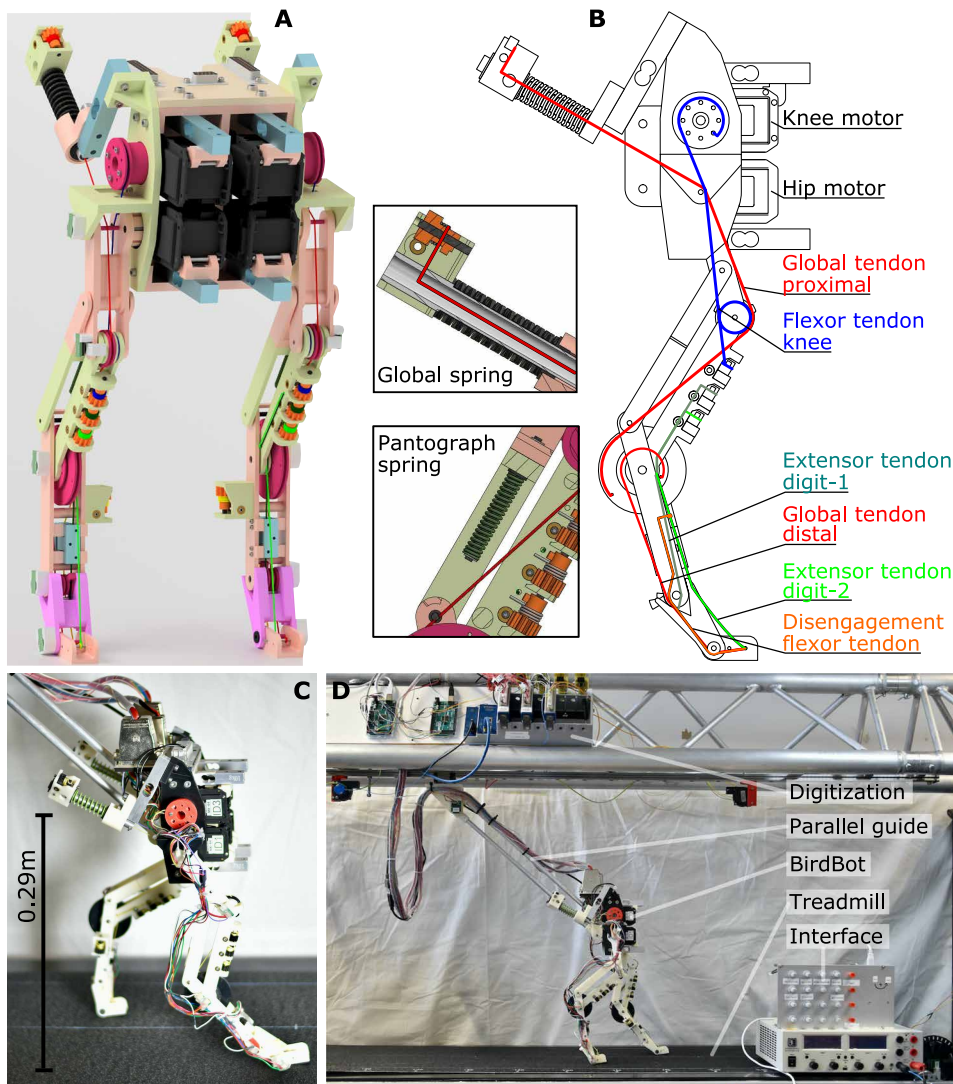 A
B
Knee motor
Hip motor
Global tendon
proximal
Flexor tendon
knee
Global spring
Pantograph
spring
Extensor tendon
digit-1
Global tendon
distal
Extensor tendon
digit-2
Disengagement
flexor tendon
C
0.29m
D
Digitization
Parallel guide
BirdBot
Treadmill
Interface